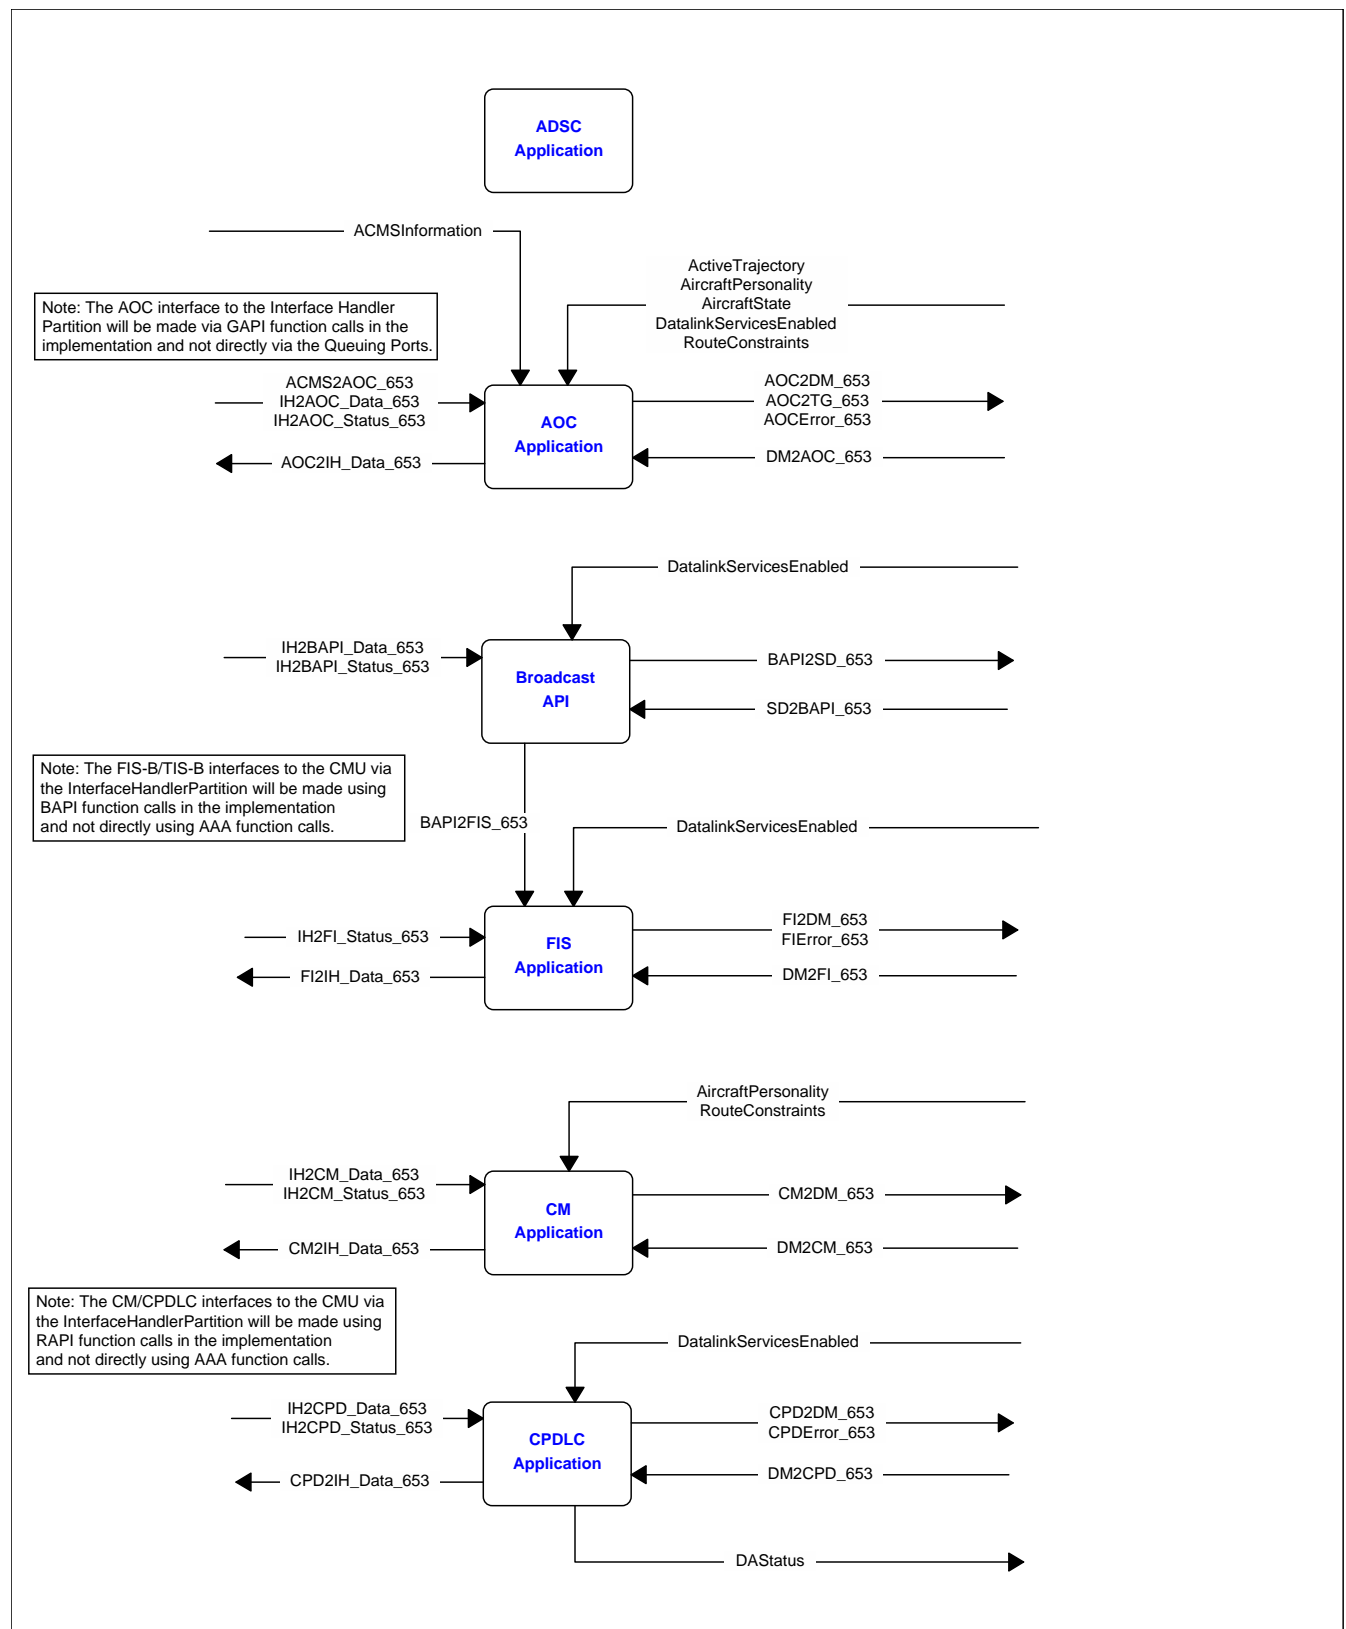 ADSC
Application
ACMSInformation
ActiveTrajectory
AircraftPersonality
AircraftState
DatalinkServicesEnabled
RouteConstraints
Note: The AOC interface to the Interface Handler
Partition will be made via GAPI function calls in the
implementation and not directly via the Queuing Ports.
ACMS2AOC_653
IH2AOC_Data_653
IH2AOC_Status_653
AOC2IH_Data_653
AOC
Application
AOC2DM_653
AOC2TG_653
AOCError_653
DM2AOC_653
DatalinkServicesEnabled
IH2BAPI_Data_653
IH2BAPI_Status_653
Broadcast
API
BAPI2SD_653
SD2BAPI_653
Note: The FIS-B/TIS-B interfaces to the CMU via
the InterfaceHandlerPartition will be made using
BAPI function calls in the implementation
and not directly using AAA function calls.
BAPI2FIS_653
DatalinkServicesEnabled
IH2FI_Status_653
FI2IH_Data_653
FIS
Application
FI2DM_653
FIError_653
DM2FI_653
AircraftPersonality
RouteConstraints
IH2CM_Data_653
IH2CM_Status_653
CM2IH_Data_653
CM
Application
CM2DM_653
DM2CM_653
Note: The CM/CPDLC interfaces to the CMU via
the InterfaceHandlerPartition will be made using
RAPI function calls in the implementation
and not directly using AAA function calls.
DatalinkServicesEnabled
IH2CPD_Data_653
IH2CPD_Status_653
CPD2IH_Data_653
CPDLC
Application
CPD2DM_653
CPDError_653
DM2CPD_653
DAStatus